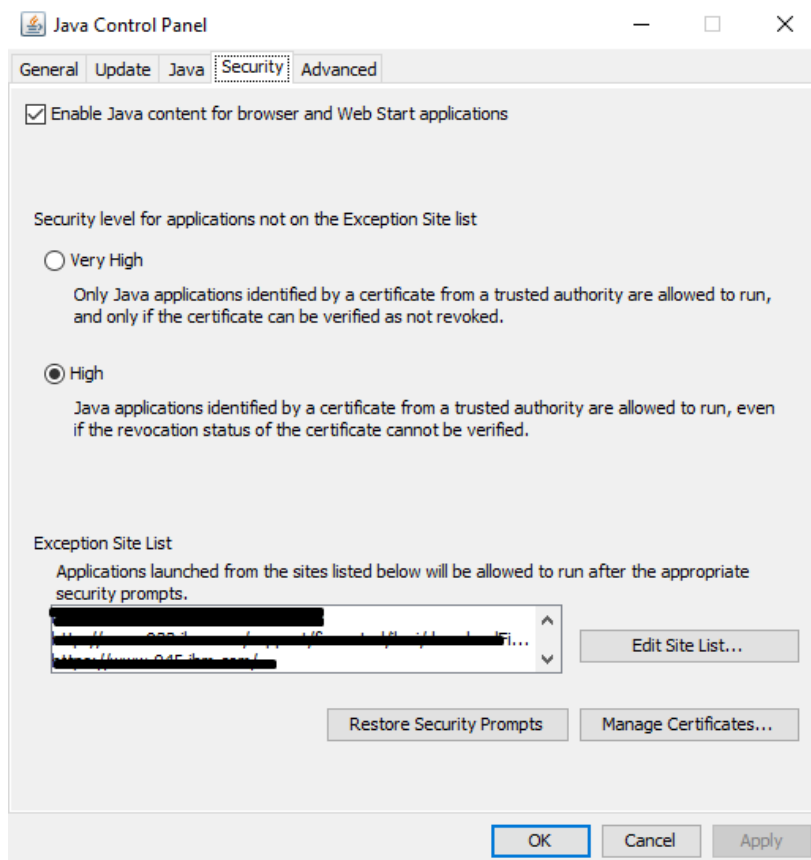 Java Control Panel
General Update Java Security Advanced
Enable Java content for browser and Web Start applications
Security level for applications not on the Exception Site list
Very High
Only Java applications identified by a certificate from a trusted authority are allowed to run,
and only if the certificate can be verified as not revoked.
High
Java applications identified by a certificate from a trusted authority are allowed to run, even
if the revocation status of the certificate cannot be verified.
Exception Site List
Applications launched from the sites listed below will be allowed to run after the appropriate
security prompts.
Edit Site List...
Restore Security Prompts Manage Certificates...
OK Cancel Apply